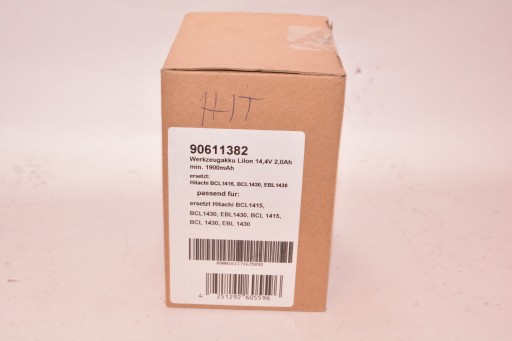 HIT
90611382
Werkzeugakku LiIon 14,4V 2,0Ah
min. 1900mAh
ersetzt:
Hitachi BCL1415, BCL1430, EBL1430
passend für:
ersetzt Hitachi BCL1415,
BCL1430, EBL1430, BCL 1415,
BCL 1430, EBL 1430
4 251292 605596